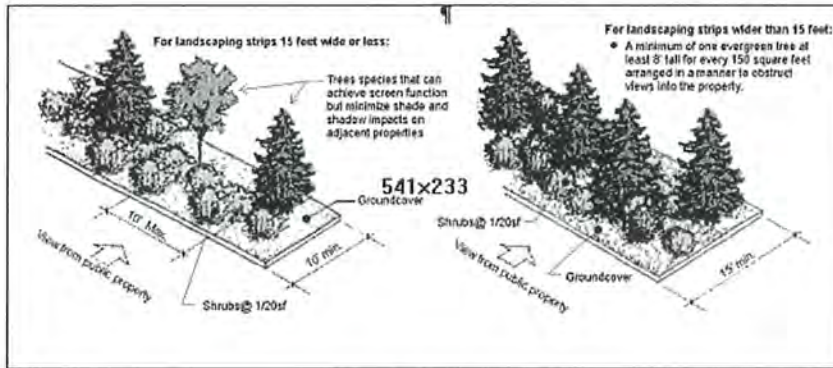 ¶
For landscaping strips 15 feet wide or less:
Trees species that can
achieve screen function
but minimize shade and
shadow impacts on
adjacent properties
541×233
Groundcover
10' Max.
10' min.
View from public property
Shrubs@ 1/20sf
For landscaping strips wider than 15 feet:
● A minimum of one evergreen tree at
least 8' tall for every 150 square feet
arranged in a manner to obstruct
views into the property.
Shrubs@ 1/20sf
View from public property
Groundcover
15' min.